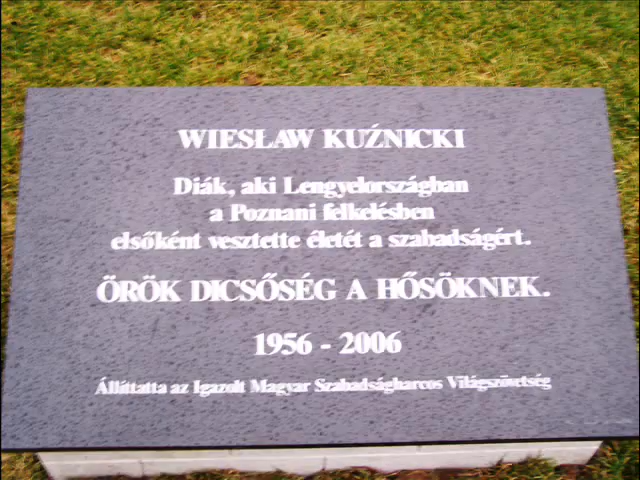 WIESŁAW KUŹNICKI
Diák, aki Lengyelországban
a Poznani felkelésben
elsőként vesztette életét a szabadságért.
ÖRÖK DICSŐSÉG A HŐSÖKNEK.
1956 - 2006
Állíttatta az Igazolt Magyar Szabadságharcos Világszövetség